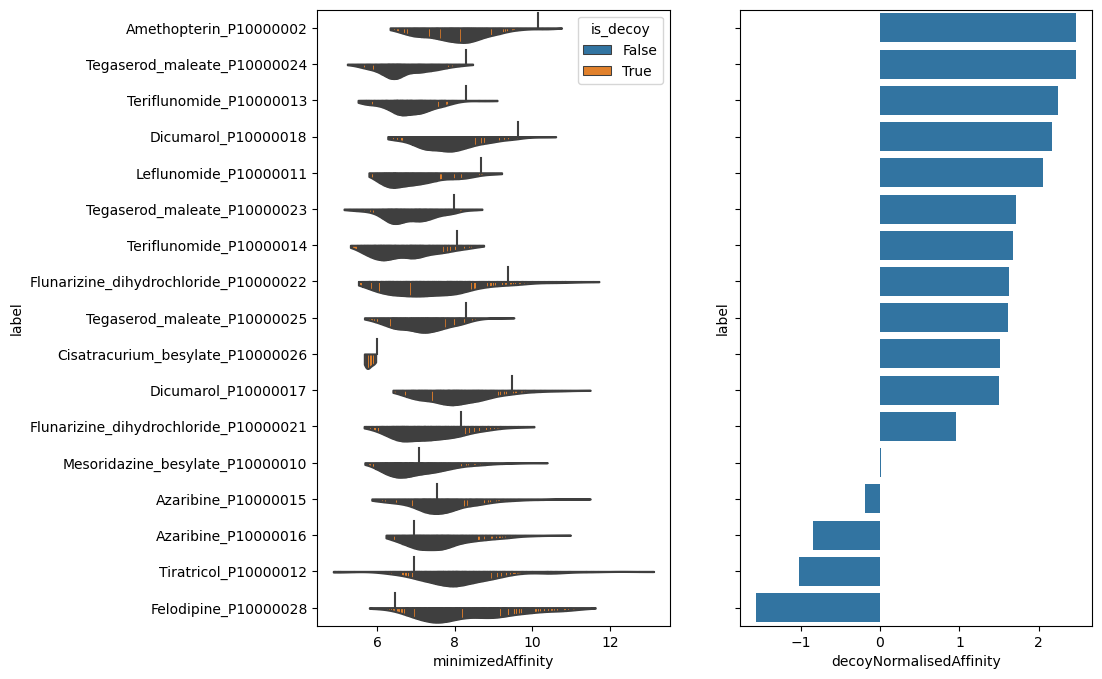 label
Amethopterin_P10000002
Tegaserod_maleate_P10000024
Teriflunomide_P10000013
Dicumarol_P10000018
Leflunomide_P10000011
Tegaserod_maleate_P10000023
Teriflunomide_P10000014
Flunarizine_dihydrochloride_P10000022
Tegaserod_maleate_P10000025
Cisatracurium_besylate_P10000026
Dicumarol_P10000017
Flunarizine_dihydrochloride_P10000021
Mesoridazine_besylate_P10000010
Azaribine_P10000015
Azaribine_P10000016
Tiratricol_P10000012
Felodipine_P10000028
is_decoy
False
True
6 8 10 12
minimizedAffinity
label
−1 0 1 2
decoyNormalisedAffinity